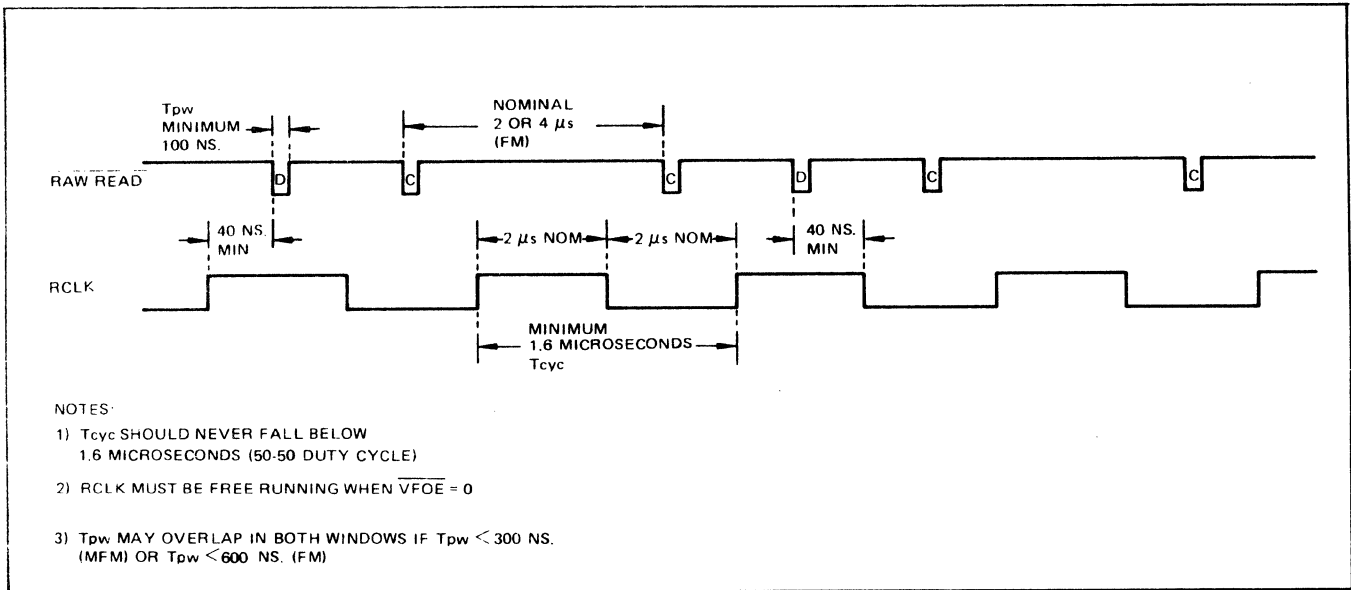 Tpw
MINIMUM
100 NS.
NOMINAL
2 OR 4 μs
(FM)
RAW READ
D
C
C
D
C
C
40 NS.
MIN
2 μs NOM
2 μs NOM
40 NS.
MIN
RCLK
MINIMUM
1.6 MICROSECONDS
Tcyc
NOTES:
1) Tcyc SHOULD NEVER FALL BELOW
1.6 MICROSECONDS (50-50 DUTY CYCLE)
2) RCLK MUST BE FREE RUNNING WHEN V̅F̅O̅E̅ = 0
3) Tpw MAY OVERLAP IN BOTH WINDOWS IF Tpw < 300 NS.
(MFM) OR Tpw < 600 NS. (FM)